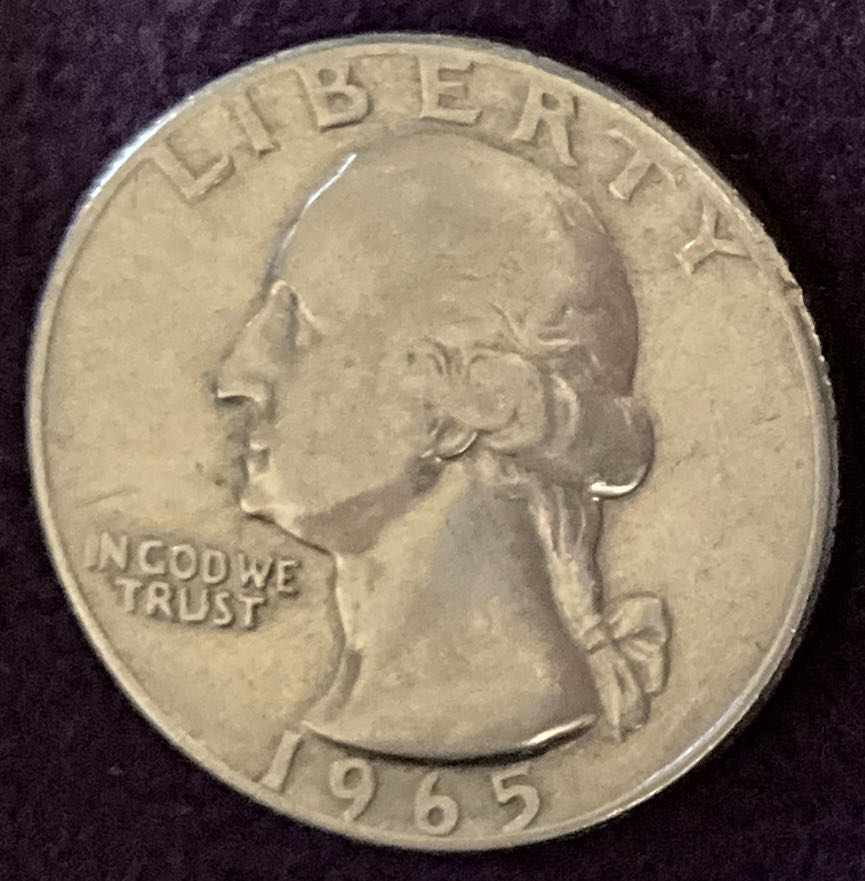 LIBERTY
IN GOD WE
TRUST
1965